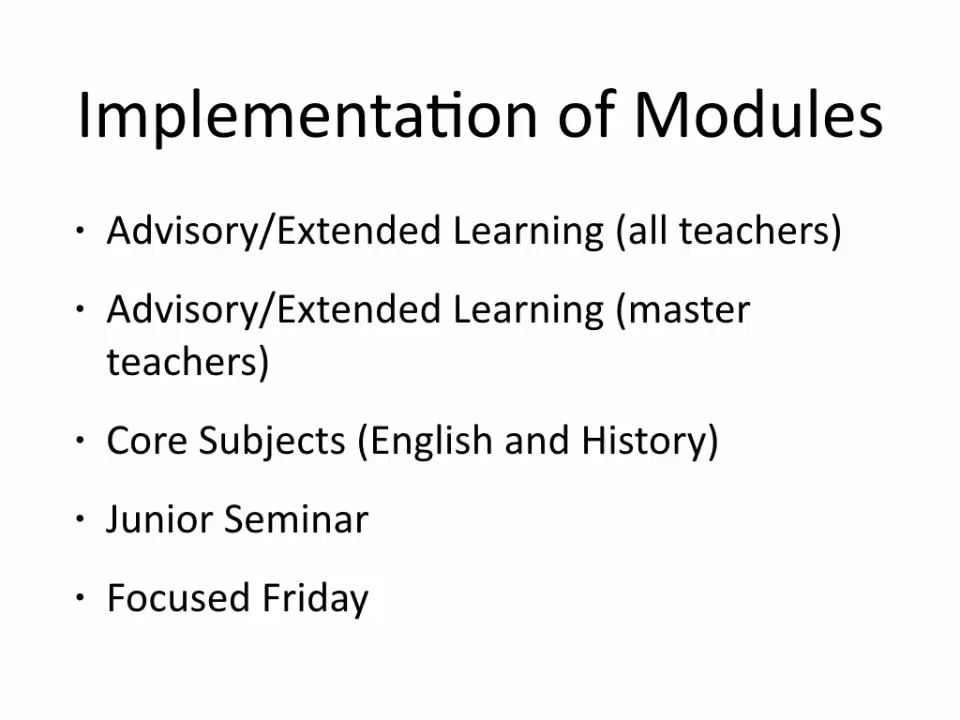 Implementation of Modules
• Advisory/Extended Learning (all teachers)
• Advisory/Extended Learning (master
teachers)
• Core Subjects (English and History)
• Junior Seminar
• Focused Friday